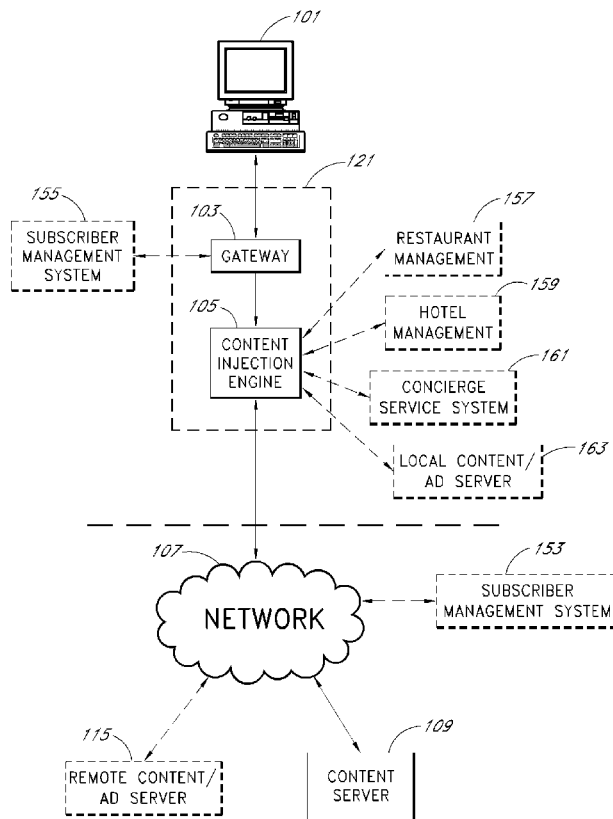 101
121
155
103
157
SUBSCRIBER
MANAGEMENT
SYSTEM
GATEWAY
RESTAURANT
MANAGEMENT
105
159
CONTENT
INJECTION
ENGINE
HOTEL
MANAGEMENT
161
CONCIERGE
SERVICE SYSTEM
LOCAL CONTENT/
AD SERVER
163
107
153
NETWORK
SUBSCRIBER
MANAGEMENT SYSTEM
115
109
REMOTE CONTENT/
AD SERVER
CONTENT
SERVER